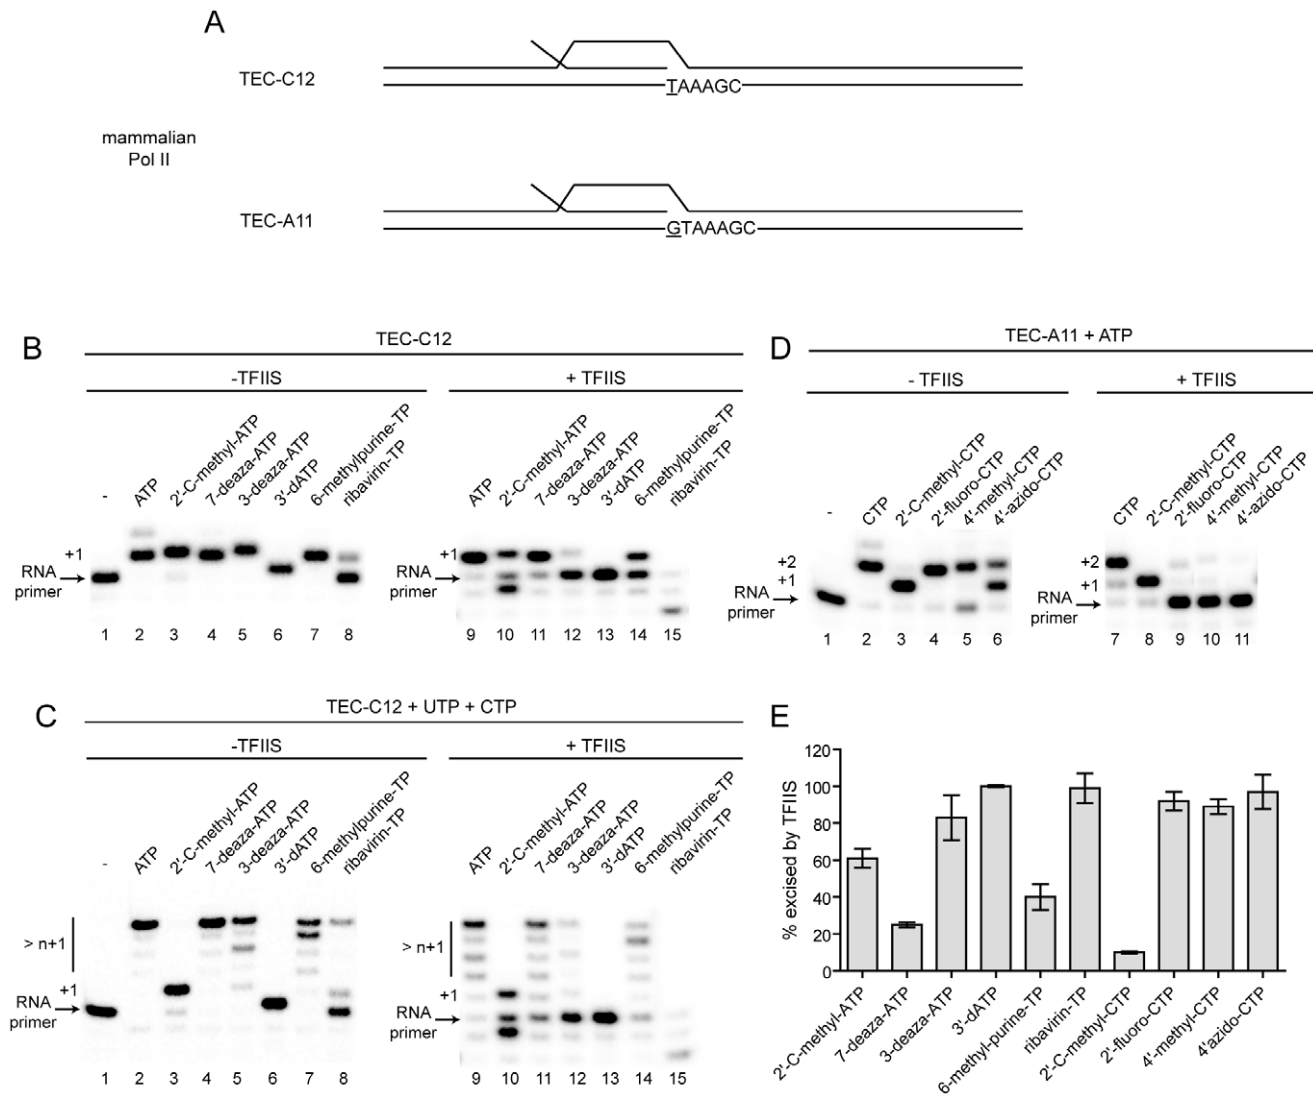 A
TEC-C12
TAAAGC
mammalian
Pol II
TEC-A11
GTAAAGC
B
TEC-C12
-TFIIS
+ TFIIS
-
ATP
2'-C-methyl-ATP
7-deaza-ATP
3-deaza-ATP
3'-dATP
6-methylpurine-TP
ribavirin-TP
ATP
2'-C-methyl-ATP
7-deaza-ATP
3-deaza-ATP
3'-dATP
6-methylpurine-TP
ribavirin-TP
+1
RNA
primer
+1
RNA
primer
1 2 3 4 5 6 7 8
9 10 11 12 13 14 15
D
TEC-A11 + ATP
- TFIIS
+ TFIIS
-
CTP
2'-C-methyl-CTP
2'-fluoro-CTP
4'-methyl-CTP
4'-azido-CTP
CTP
2'-C-methyl-CTP
2'-fluoro-CTP
4'-methyl-CTP
4'-azido-CTP
+2
+1
RNA
primer
+2
+1
RNA
primer
1 2 3 4 5 6
7 8 9 10 11
C
TEC-C12 + UTP + CTP
-TFIIS
+ TFIIS
-
ATP
2'-C-methyl-ATP
7-deaza-ATP
3-deaza-ATP
3'-dATP
6-methylpurine-TP
ribavirin-TP
ATP
2'-C-methyl-ATP
7-deaza-ATP
3-deaza-ATP
3'-dATP
6-methylpurine-TP
ribavirin-TP
> n+1
+1
RNA
primer
> n+1
+1
RNA
primer
1 2 3 4 5 6 7 8
9 10 11 12 13 14 15
E
% excised by TFIIS
120
100
80
60
40
20
0
2'-C-methyl-ATP
7-deaza-ATP
3-deaza-ATP
3'-dATP
6-methyl-purine-TP
ribavirin-TP
2'-C-methyl-CTP
2'-fluoro-CTP
4'-methyl-CTP
4'azido-CTP